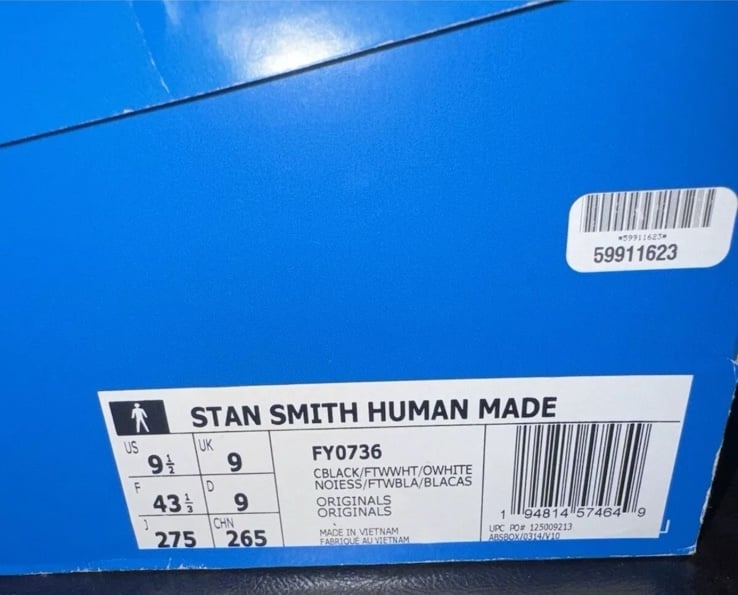 *59911623*
59911623
STAN SMITH HUMAN MADE
US 9½ UK 9
F 43⅓ D 9
J 275 CHN 265
FY0736
CBLACK/FTWWHT/OWHITE
NOIESS/FTWBLA/BLACAS
ORIGINALS
ORIGINALS
MADE IN VIETNAM
FABRIQUÉ AU VIETNAM
1 94814 57464 9
UPC PO# 125009213
ABSBOX/0314/V10